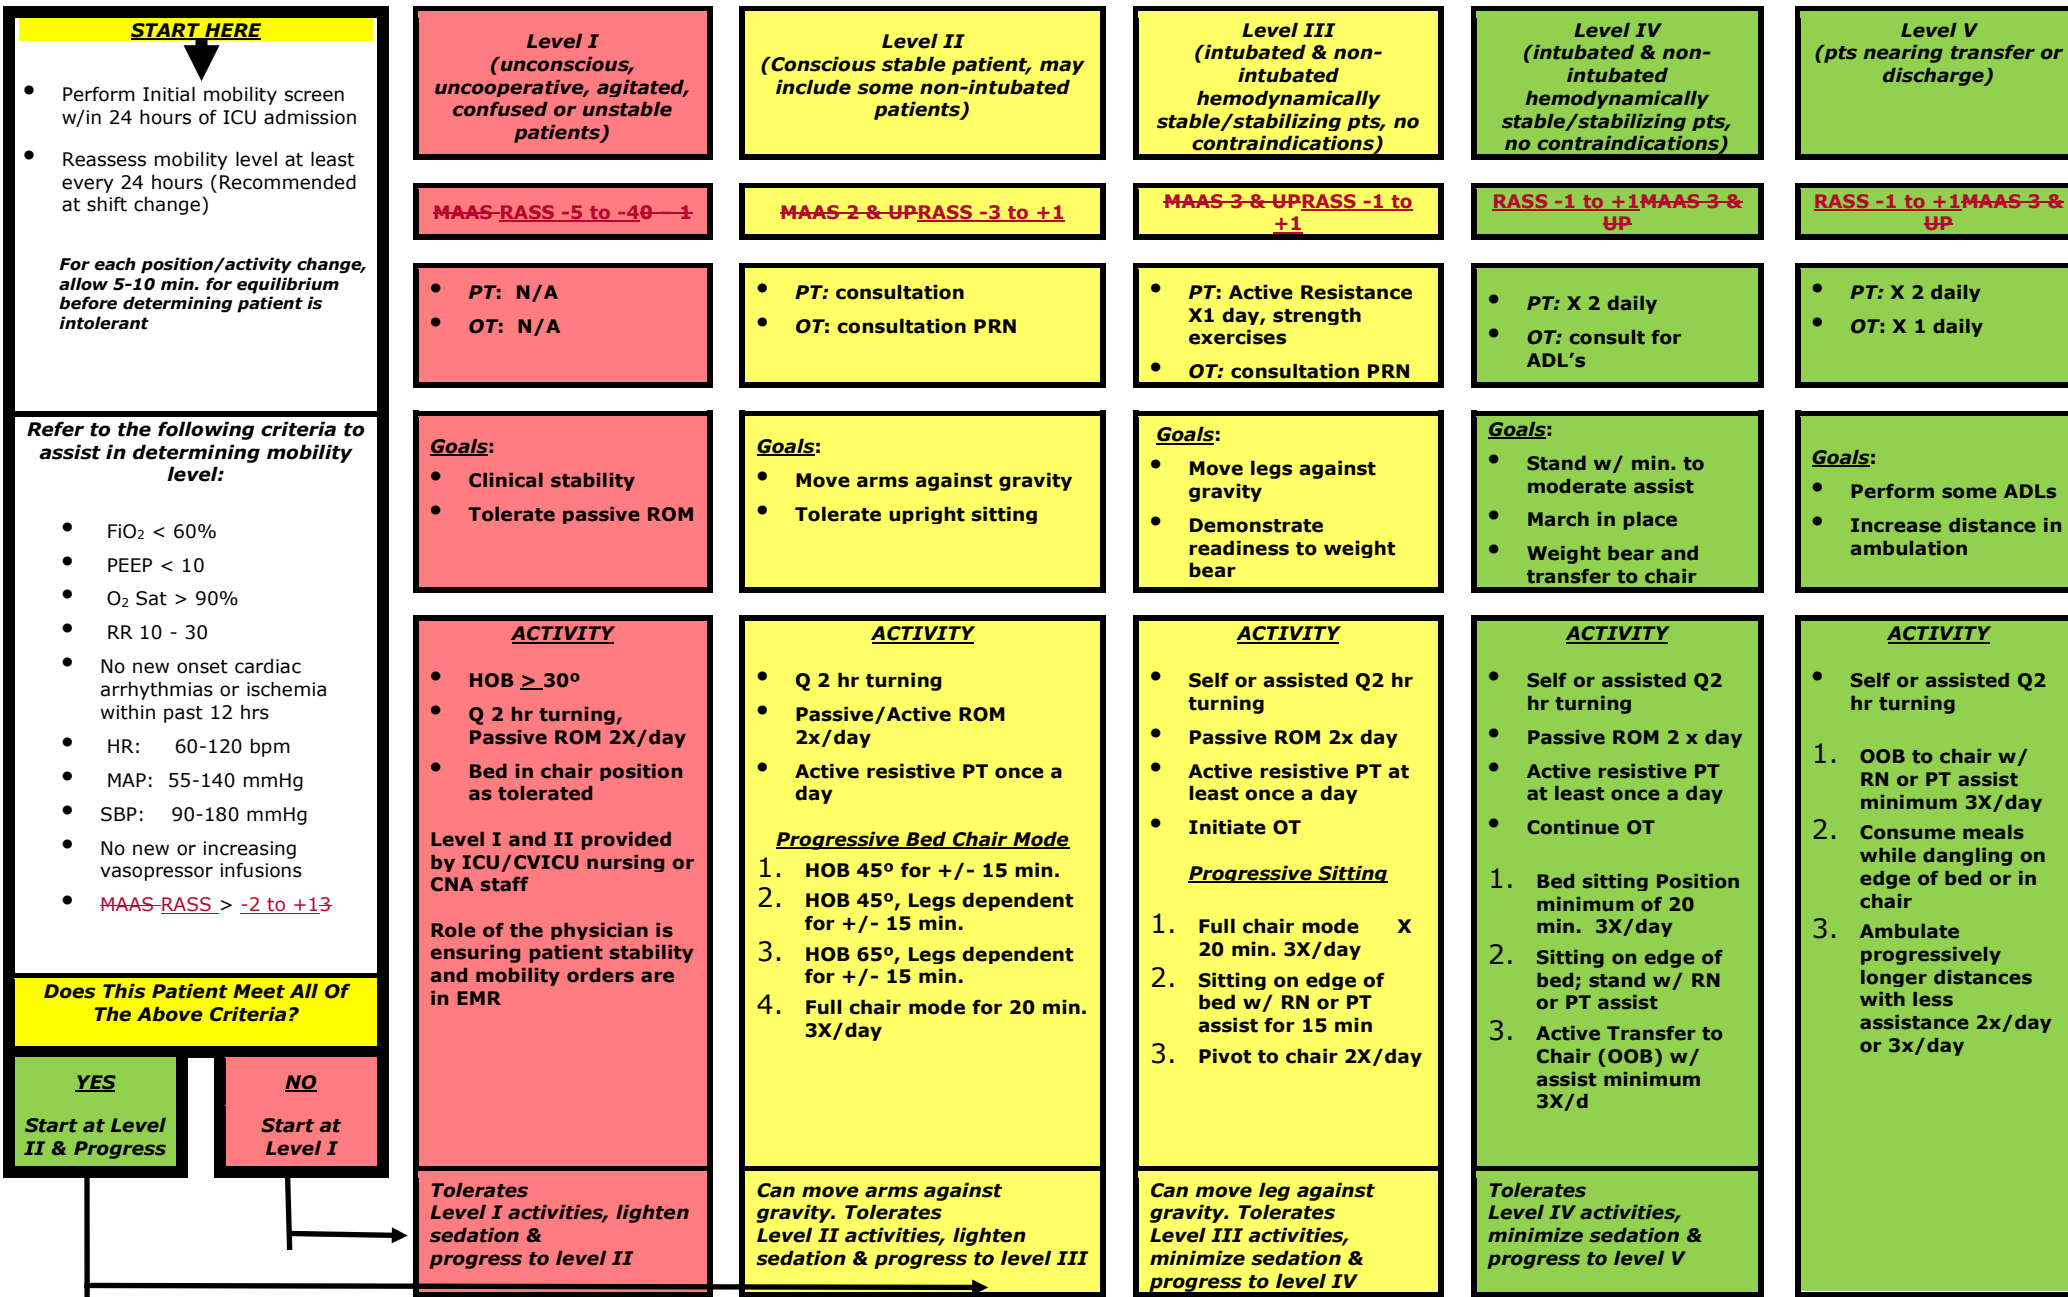 START HERE
• Perform Initial mobility screen
w/in 24 hours of ICU admission
• Reassess mobility level at least
every 24 hours (Recommended
at shift change)
For each position/activity change,
allow 5-10 min. for equilibrium
before determining patient is
intolerant
Refer to the following criteria to
assist in determining mobility
level:
• FiO₂ < 60%
• PEEP < 10
• O₂ Sat > 90%
• RR 10 - 30
• No new onset cardiac
arrhythmias or ischemia
within past 12 hrs
• HR: 60-120 bpm
• MAP: 55-140 mmHg
• SBP: 90-180 mmHg
• No new or increasing
vasopressor infusions
• MAAS RASS > -2 to +13
Does This Patient Meet All Of
The Above Criteria?
YES
Start at Level
II & Progress
NO
Start at
Level I
Level I
(unconscious,
uncooperative, agitated,
confused or unstable
patients)
MAAS RASS -5 to -40 – 1
• PT: N/A
• OT: N/A
Goals:
• Clinical stability
• Tolerate passive ROM
ACTIVITY
• HOB > 30º
• Q 2 hr turning,
Passive ROM 2X/day
• Bed in chair position
as tolerated
Level I and II provided
by ICU/CVICU nursing or
CNA staff
Role of the physician is
ensuring patient stability
and mobility orders are
in EMR
Tolerates
Level I activities, lighten
sedation &
progress to level II
Level II
(Conscious stable patient, may
include some non-intubated
patients)
MAAS 2 & UPRASS -3 to +1
• PT: consultation
• OT: consultation PRN
Goals:
• Move arms against gravity
• Tolerate upright sitting
ACTIVITY
• Q 2 hr turning
• Passive/Active ROM
2x/day
• Active resistive PT once a
day
Progressive Bed Chair Mode
1. HOB 45º for +/- 15 min.
2. HOB 45º, Legs dependent
for +/- 15 min.
3. HOB 65º, Legs dependent
for +/- 15 min.
4. Full chair mode for 20 min.
3X/day
Can move arms against
gravity. Tolerates
Level II activities, lighten
sedation & progress to level III
Level III
(intubated & non-
intubated
hemodynamically
stable/stabilizing pts, no
contraindications)
MAAS 3 & UPRASS -1 to
+1
• PT: Active Resistance
X1 day, strength
exercises
• OT: consultation PRN
Goals:
• Move legs against
gravity
• Demonstrate
readiness to weight
bear
ACTIVITY
• Self or assisted Q2 hr
turning
• Passive ROM 2x day
• Active resistive PT at
least once a day
• Initiate OT
Progressive Sitting
1. Full chair mode X
20 min. 3X/day
2. Sitting on edge of
bed w/ RN or PT
assist for 15 min
3. Pivot to chair 2X/day
Can move leg against
gravity. Tolerates
Level III activities,
minimize sedation &
progress to level IV
Level IV
(intubated & non-
intubated
hemodynamically
stable/stabilizing pts,
no contraindications)
RASS -1 to +1MAAS 3 &
UP
• PT: X 2 daily
• OT: consult for
ADL’s
Goals:
• Stand w/ min. to
moderate assist
• March in place
• Weight bear and
transfer to chair
ACTIVITY
• Self or assisted Q2
hr turning
• Passive ROM 2 x day
• Active resistive PT
at least once a day
• Continue OT
1. Bed sitting Position
minimum of 20
min. 3X/day
2. Sitting on edge of
bed; stand w/ RN
or PT assist
3. Active Transfer to
Chair (OOB) w/
assist minimum
3X/d
Tolerates
Level IV activities,
minimize sedation &
progress to level V
Level V
(pts nearing transfer or
discharge)
RASS -1 to +1MAAS 3 &
UP
• PT: X 2 daily
• OT: X 1 daily
Goals:
• Perform some ADLs
• Increase distance in
ambulation
ACTIVITY
• Self or assisted Q2
hr turning
1. OOB to chair w/
RN or PT assist
minimum 3X/day
2. Consume meals
while dangling on
edge of bed or in
chair
3. Ambulate
progressively
longer distances
with less
assistance 2x/day
or 3x/day